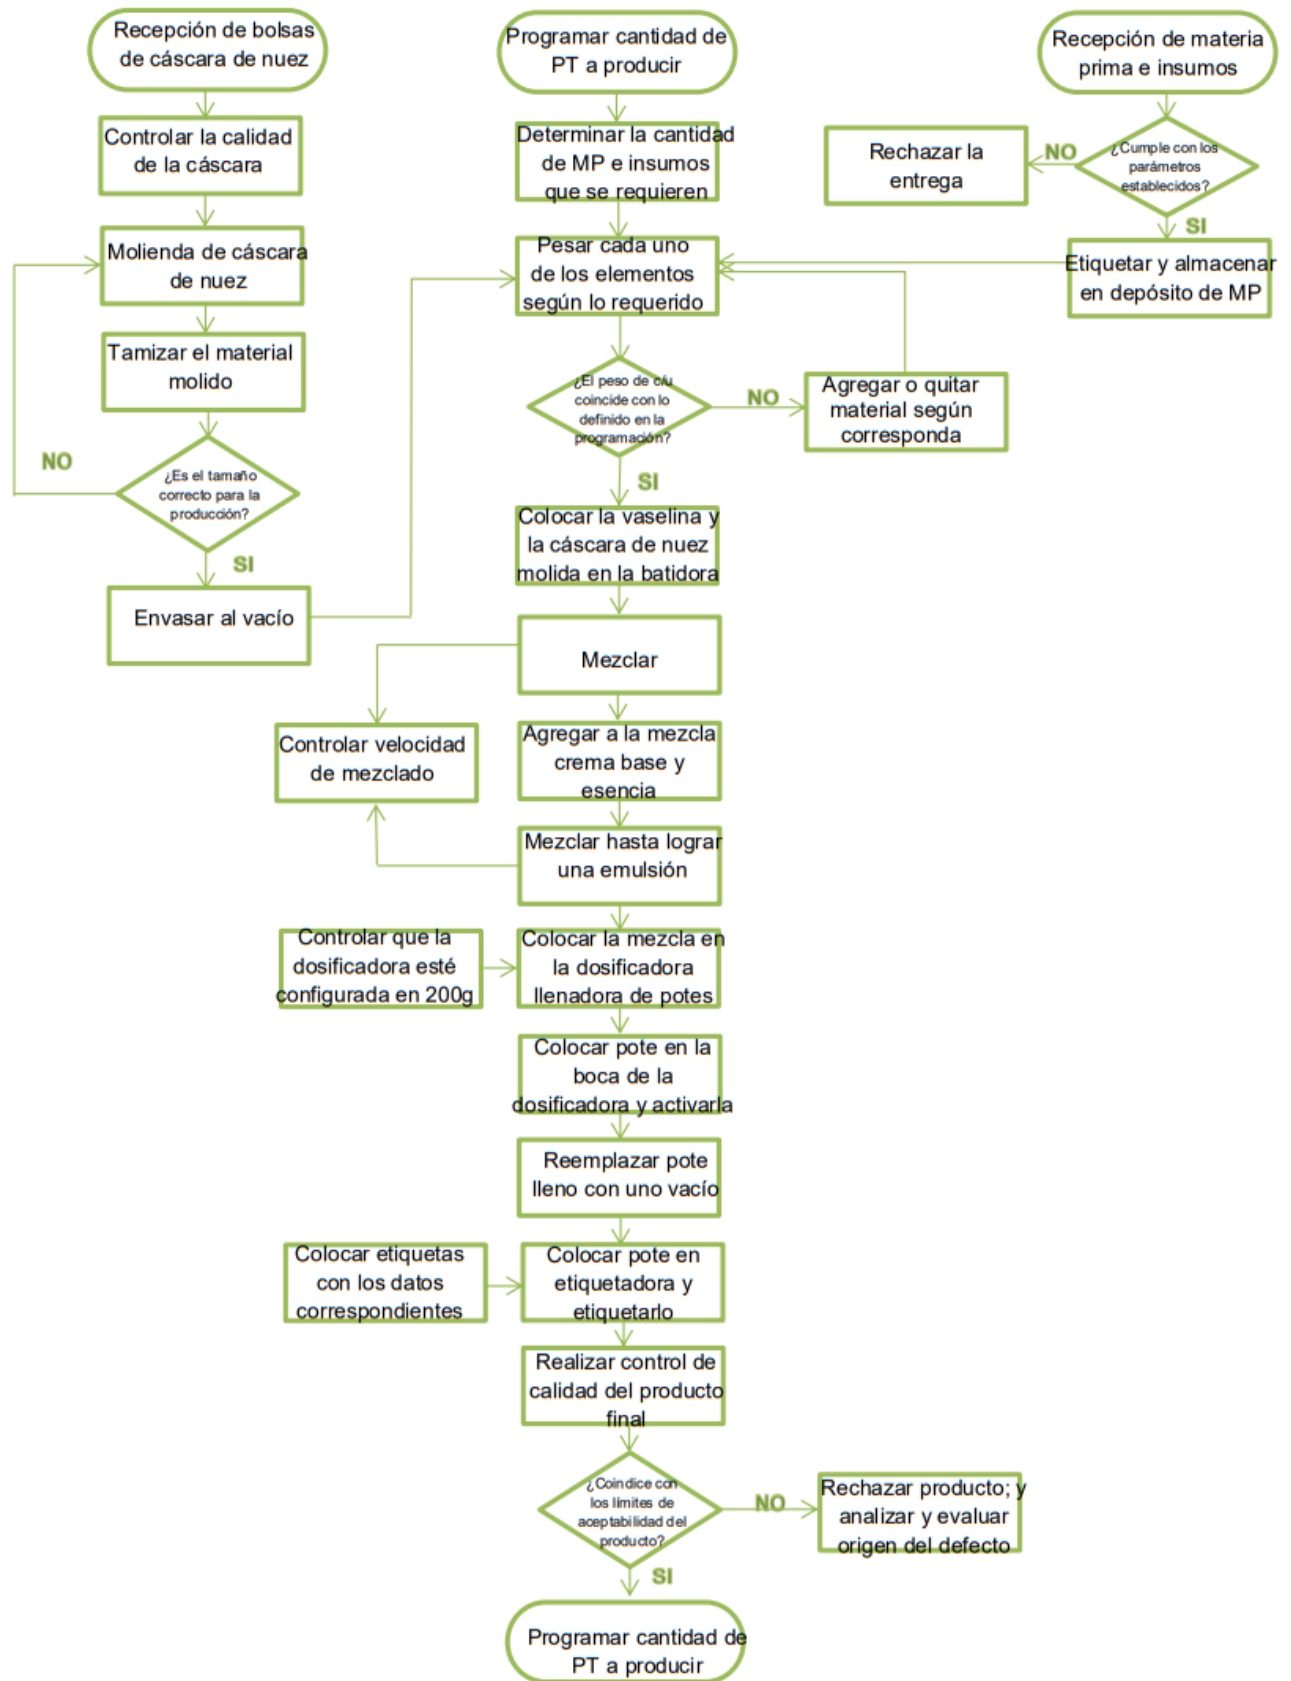 Recepción de bolsas
de cáscara de nuez
Controlar la calidad
de la cáscara
Molienda de cáscara
de nuez
Tamizar el material
molido
NO
¿Es el tamaño
correcto para la
producción?
SI
Envasar al vacío
Programar cantidad de
PT a producir
Determinar la cantidad
de MP e insumos
que se requieren
Pesar cada uno
de los elementos
según lo requerido
¿El peso de c/u
coincide con lo
definido en la
programación?
NO
Agregar o quitar
material según
corresponda
SI
Recepción de materia
prima e insumos
¿Cumple con los
parámetros
establecidos?
NO
Rechazar la
entrega
SI
Etiquetar y almacenar
en depósito de MP
Colocar la vaselina y
la cáscara de nuez
molida en la batidora
Mezclar
Controlar velocidad
de mezclado
Agregar a la mezcla
crema base y
esencia
Mezclar hasta lograr
una emulsión
Controlar que la
dosificadora esté
configurada en 200g
Colocar la mezcla en
la dosificadora
llenadora de potes
Colocar pote en la
boca de la
dosificadora y activarla
Reemplazar pote
lleno con uno vacío
Colocar etiquetas
con los datos
correspondientes
Colocar pote en
etiquetadora y
etiquetarlo
Realizar control de
calidad del producto
final
¿Coindice con
los límites de
aceptabilidad del
producto?
NO
Rechazar producto; y
analizar y evaluar
origen del defecto
SI
Programar cantidad de
PT a producir